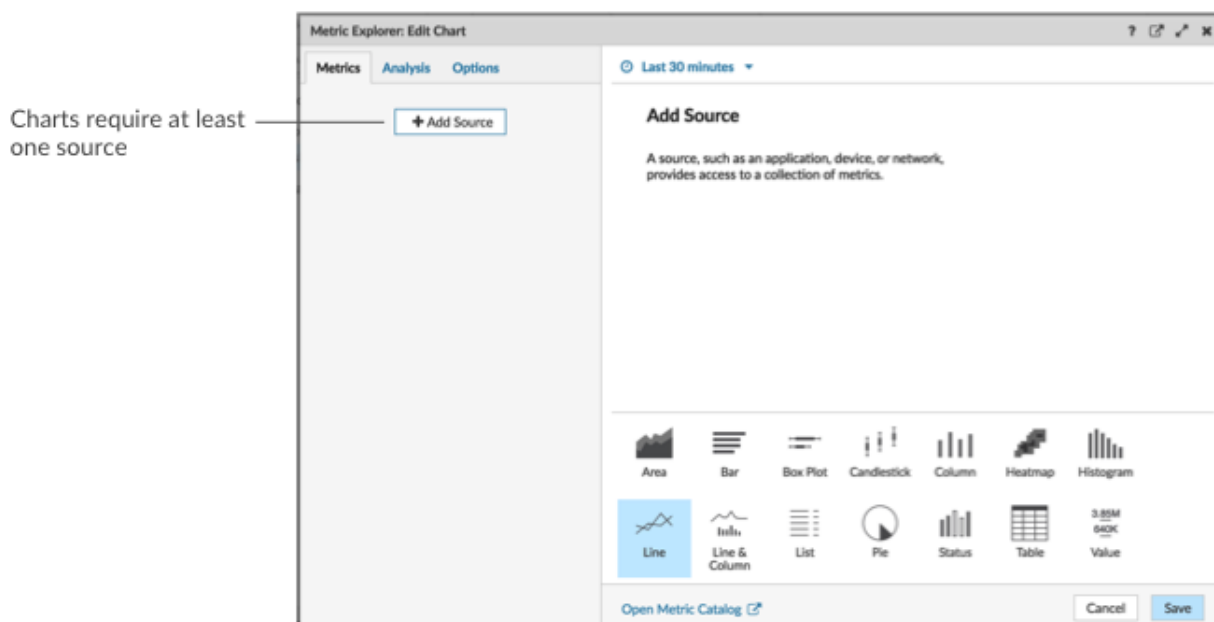 Metric Explorer: Edit Chart
?
Metrics Analysis Options
Last 30 minutes
Charts require at least
one source
+ Add Source
Add Source
A source, such as an application, device, or network,
provides access to a collection of metrics.
Area Bar Box Plot Candlestick Column Heatmap Histogram
3.85M
640K
Line Line & List Pie Status Table Value
Column
Open Metric Catalog
Cancel Save